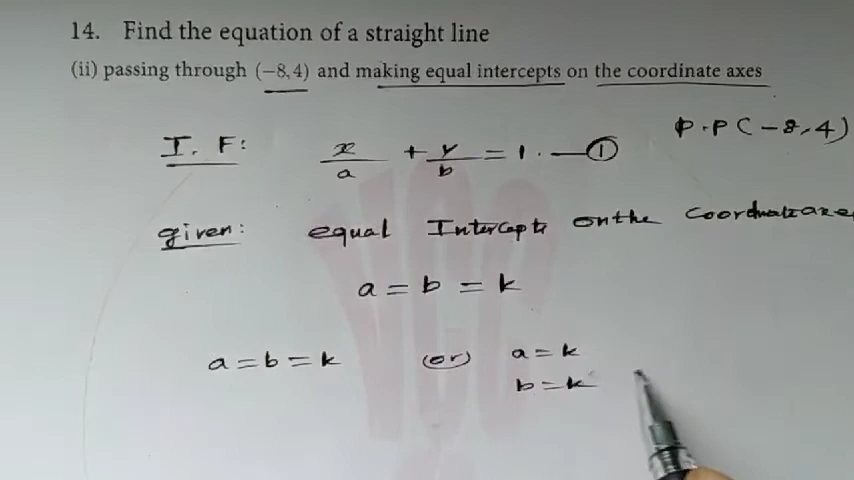 14. Find the equation of a straight line
(ii) passing through (−8, 4) and making equal intercepts on the coordinate axes
P.P (−8, 4)
I. F: x/a + y/b = 1. — ①
given: equal Intercepts on the Coordinate axes
a = b = k
a = b = k (or) a = k
b = k